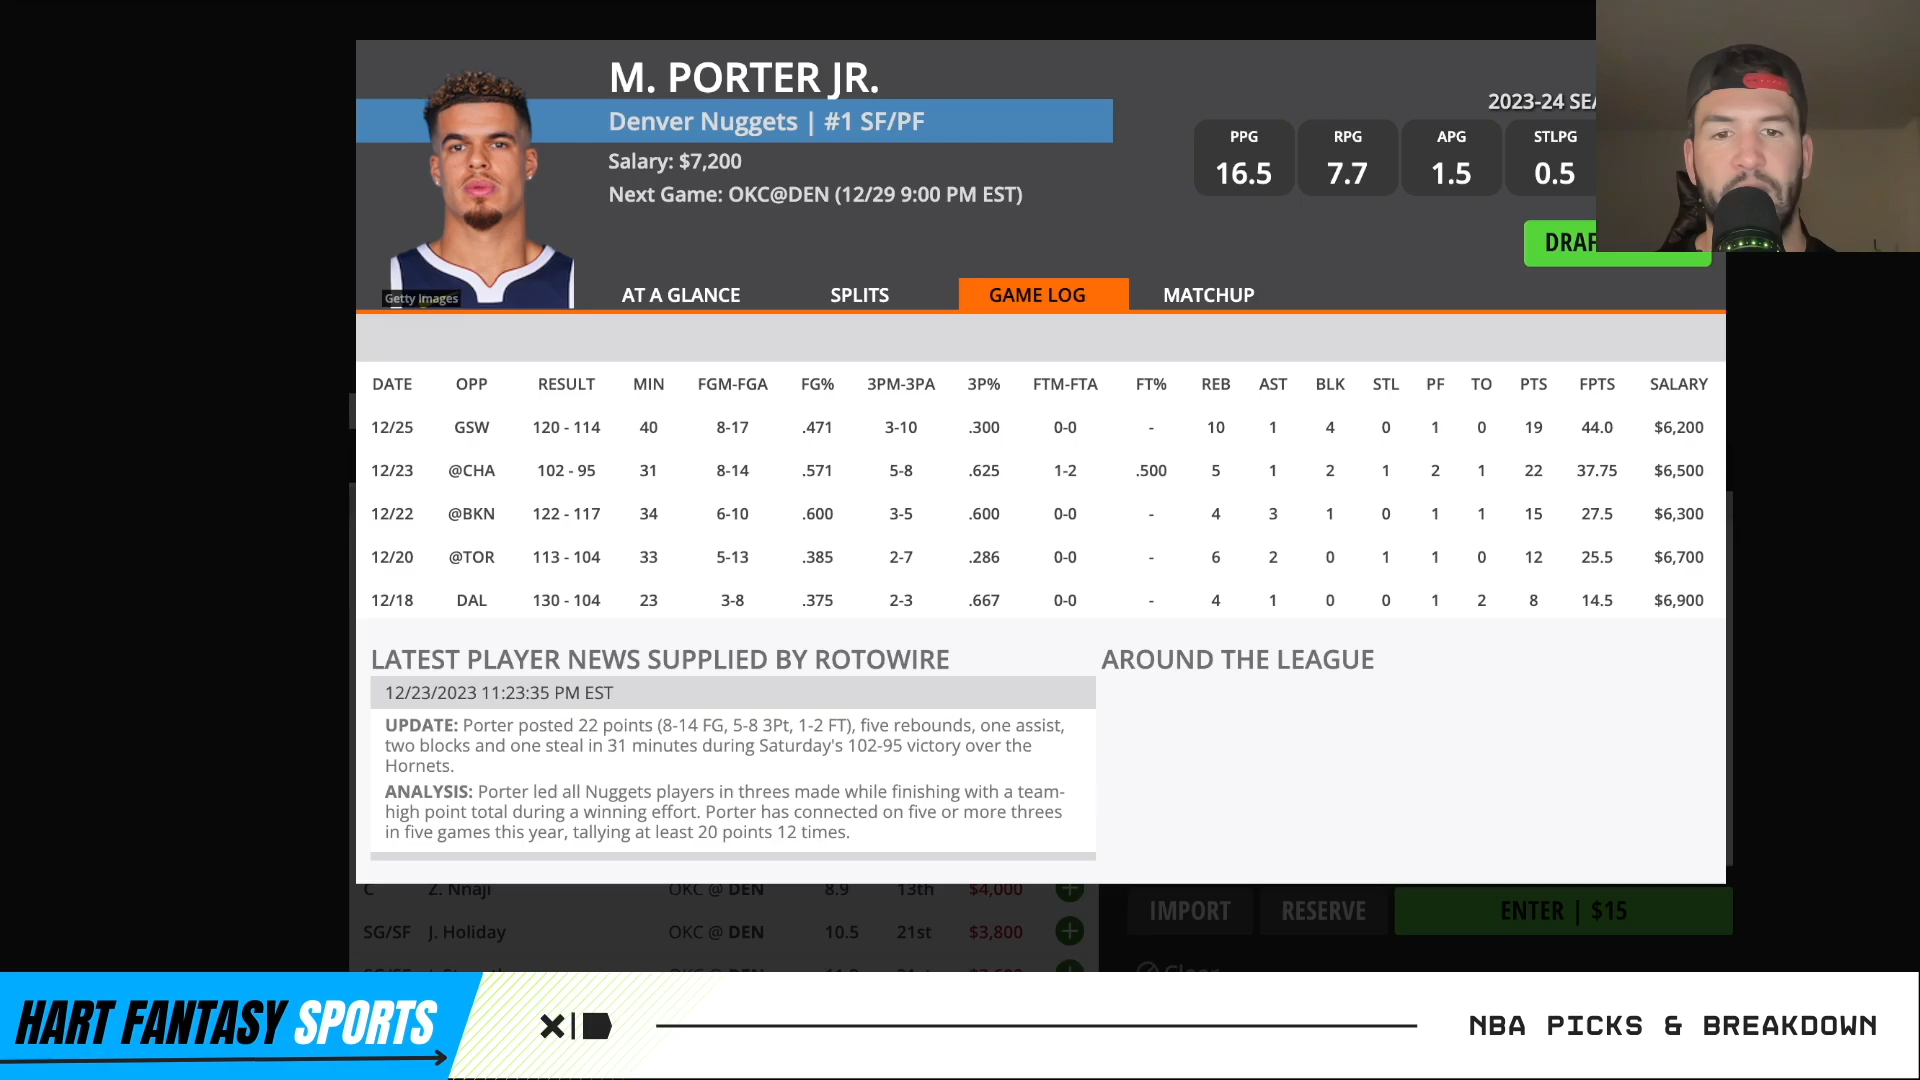 M. PORTER JR.
Denver Nuggets | #1 SF/PF
Salary: $7,200
Next Game: OKC@DEN (12/29 9:00 PM EST)
2023-24 SEA
PPG RPG APG STLPG
16.5 7.7 1.5 0.5
DRAF
Getty Images
AT A GLANCE SPLITS GAME LOG MATCHUP
DATE OPP RESULT MIN FGM-FGA FG% 3PM-3PA 3P% FTM-FTA FT% REB AST BLK STL PF TO PTS FPTS SALARY
12/25 GSW 120 - 114 40 8-17 .471 3-10 .300 0-0 - 10 1 4 0 1 0 19 44.0 $6,200
12/23 @CHA 102 - 95 31 8-14 .571 5-8 .625 1-2 .500 5 1 2 1 2 1 22 37.75 $6,500
12/22 @BKN 122 - 117 34 6-10 .600 3-5 .600 0-0 - 4 3 1 0 1 1 15 27.5 $6,300
12/20 @TOR 113 - 104 33 5-13 .385 2-7 .286 0-0 - 6 2 0 1 1 0 12 25.5 $6,700
12/18 DAL 130 - 104 23 3-8 .375 2-3 .667 0-0 - 4 1 0 0 1 2 8 14.5 $6,900
LATEST PLAYER NEWS SUPPLIED BY ROTOWIRE
12/23/2023 11:23:35 PM EST
UPDATE: Porter posted 22 points (8-14 FG, 5-8 3Pt, 1-2 FT), five rebounds, one assist,
two blocks and one steal in 31 minutes during Saturday's 102-95 victory over the
Hornets.
ANALYSIS: Porter led all Nuggets players in threes made while finishing with a team-
high point total during a winning effort. Porter has connected on five or more threes
in five games this year, tallying at least 20 points 12 times.
AROUND THE LEAGUE
C Z. Nnaji OKC @ DEN 8.9 13th $4,000
SG/SF J. Holiday OKC @ DEN 10.5 21st $3,800
IMPORT RESERVE ENTER | $15
Clear
HART FANTASY SPORTS
NBA PICKS & BREAKDOWN